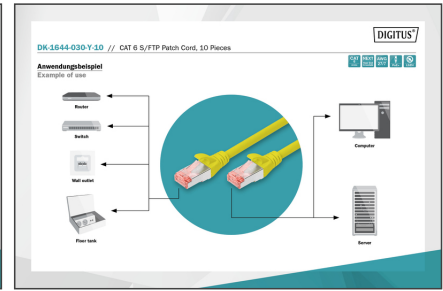 DIGITUS®
DK-1644-030-Y-10 // CAT 6 S/FTP Patch Cord, 10 Pieces
Anwendungsbeispiel
Example of use
Router
Switch
Wall outlet
Floor tank
Computer
Server